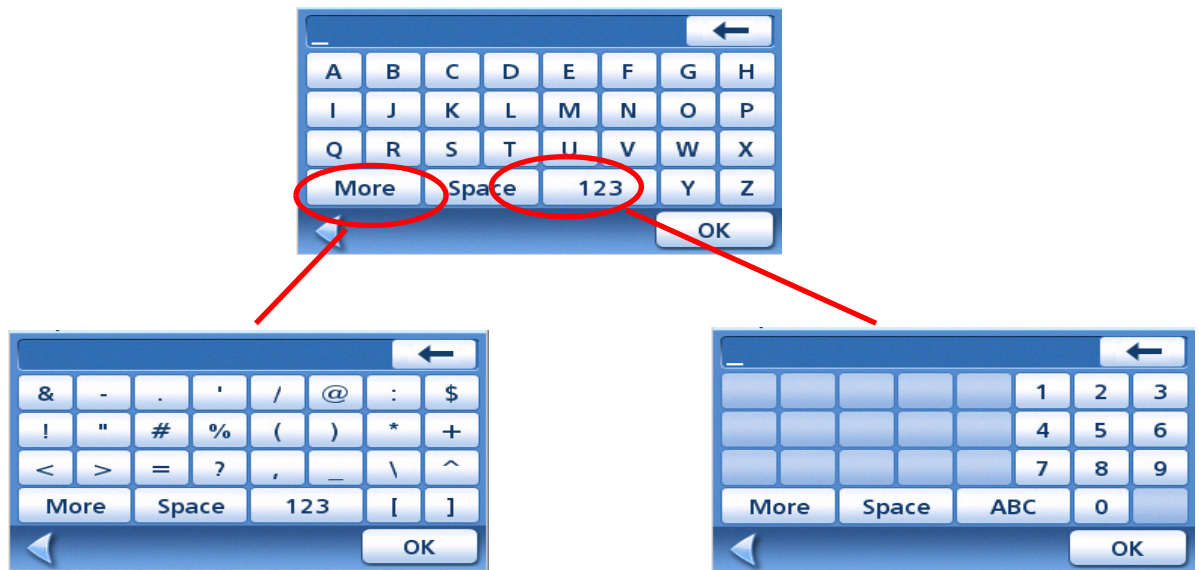 _
A B C D E F G H
I J K L M N O P
Q R S T U V W X
More Space 123 Y Z
OK
& - . ' / @ : $
! " # % ( ) * +
< > = ? , _ \ ^
More Space 123 [ ]
OK
_
1 2 3
4 5 6
7 8 9
More Space ABC 0
OK